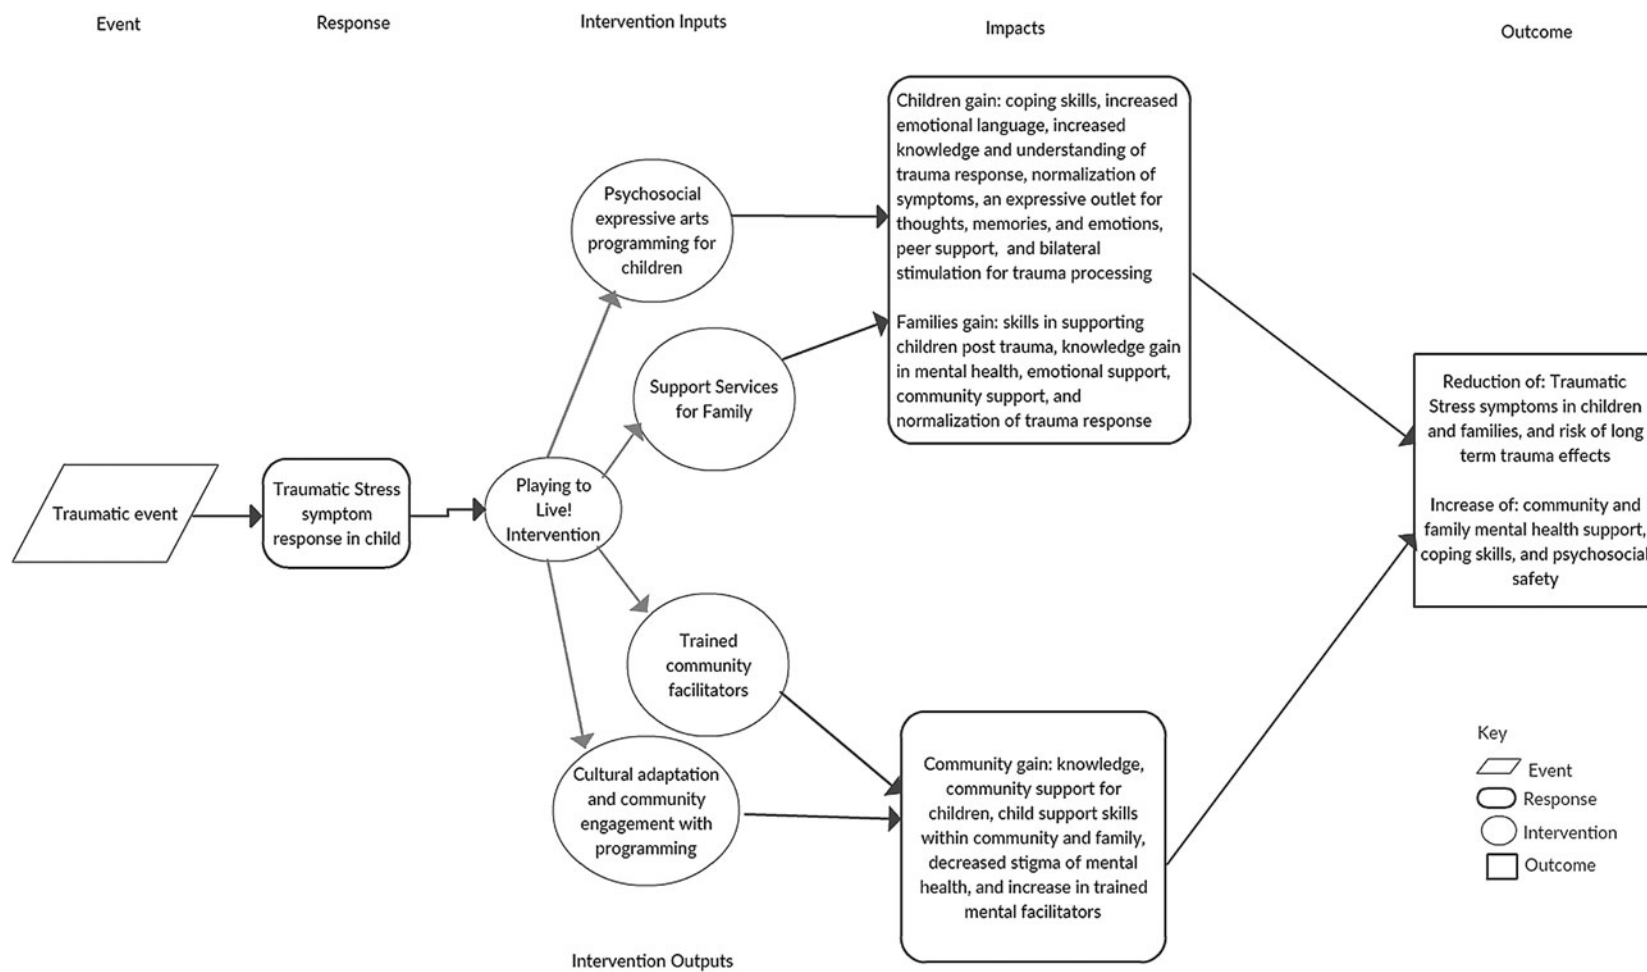 Event
Response
Intervention Inputs
Impacts
Outcome
Traumatic event
Traumatic Stress
symptom
response in child
Playing to
Live!
Intervention
Psychosocial
expressive arts
programming for
children
Support Services
for Family
Trained
community
facilitators
Cultural adaptation
and community
engagement with
programming
Intervention Outputs
Children gain: coping skills, increased
emotional language, increased
knowledge and understanding of
trauma response, normalization of
symptoms, an expressive outlet for
thoughts, memories, and emotions,
peer support, and bilateral
stimulation for trauma processing
Families gain: skills in supporting
children post trauma, knowledge gain
in mental health, emotional support,
community support, and
normalization of trauma response
Community gain: knowledge,
community support for
children, child support skills
within community and family,
decreased stigma of mental
health, and increase in trained
mental facilitators
Reduction of: Traumatic
Stress symptoms in children
and families, and risk of long
term trauma effects
Increase of: community and
family mental health support,
coping skills, and psychosocial
safety
Key
Event
Response
Intervention
Outcome